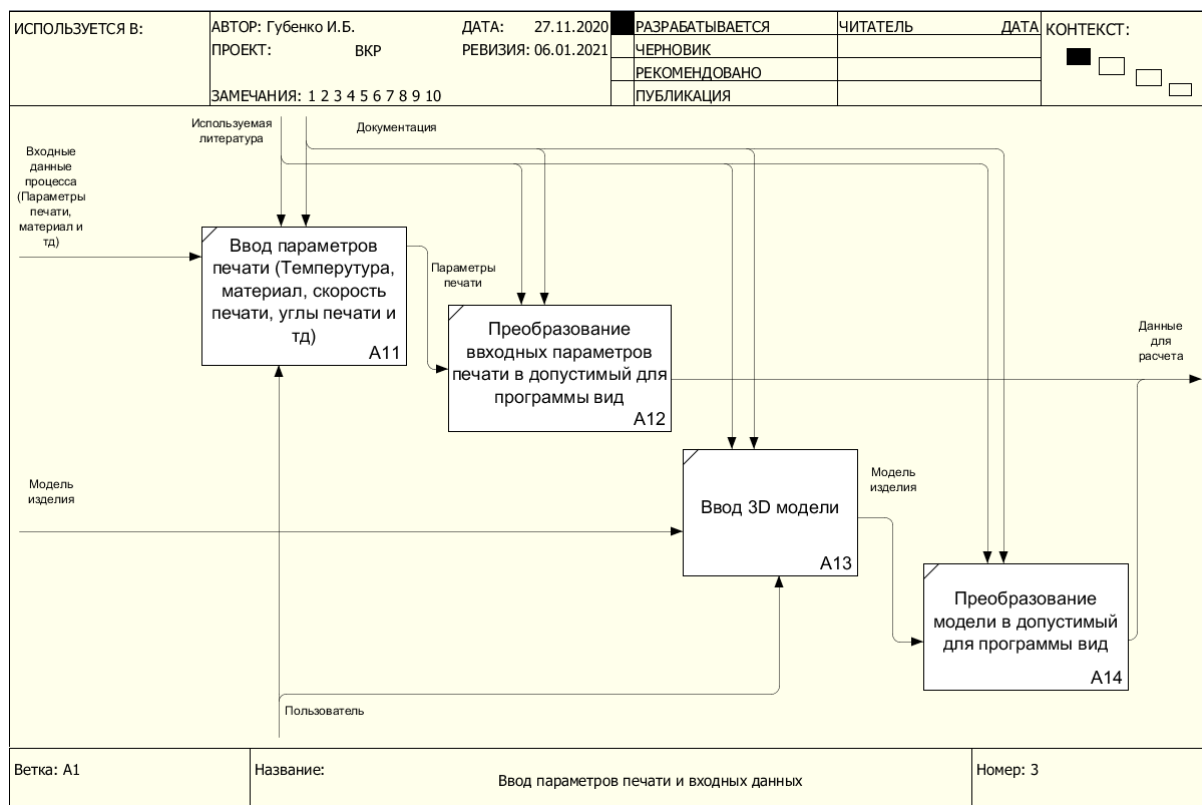 ИСПОЛЬЗУЕТСЯ В:
АВТОР: Губенко И.Б.
ДАТА: 27.11.2020
ПРОЕКТ: ВКР
РЕВИЗИЯ: 06.01.2021
ЗАМЕЧАНИЯ: 1 2 3 4 5 6 7 8 9 10
РАЗРАБАТЫВАЕТСЯ
ЧЕРНОВИК
РЕКОМЕНДОВАНО
ПУБЛИКАЦИЯ
ЧИТАТЕЛЬ
ДАТА
КОНТЕКСТ:
Используемая
литература
Документация
Входные
данные
процесса
(Параметры
печати,
материал и
тд)
Ввод параметров
печати (Темперутура,
материал, скорость
печати, углы печати и
тд)
A11
Параметры
печати
Преобразование
ввходных параметров
печати в допустимый для
программы вид
A12
Данные
для
расчета
Модель
изделия
Ввод 3D модели
A13
Модель
изделия
Преобразование
модели в допустимый
для программы вид
A14
Пользователь
Ветка: A1
Название:
Ввод параметров печати и входных данных
Номер: 3